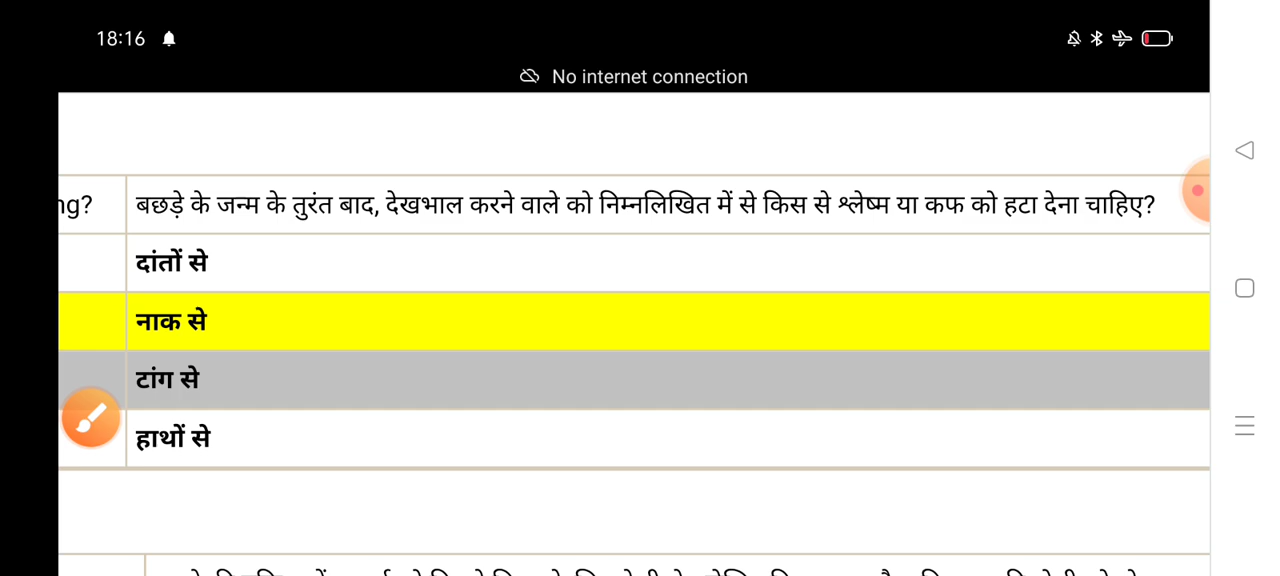 18:16
No internet connection
ng? बछड़े के जन्म के तुरंत बाद, देखभाल करने वाले को निम्नलिखित में से किस से श्लेष्म या कफ को हटा देना चाहिए?
दांतों से
नाक से
टांग से
हाथों से